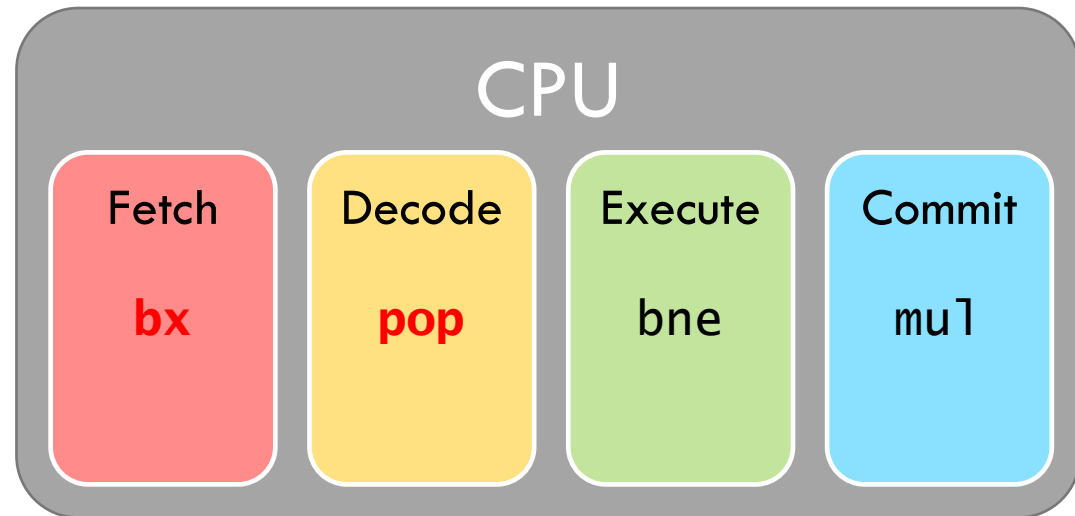 CPU
Fetch
Decode
Execute
Commit
bx
pop
bne
mul